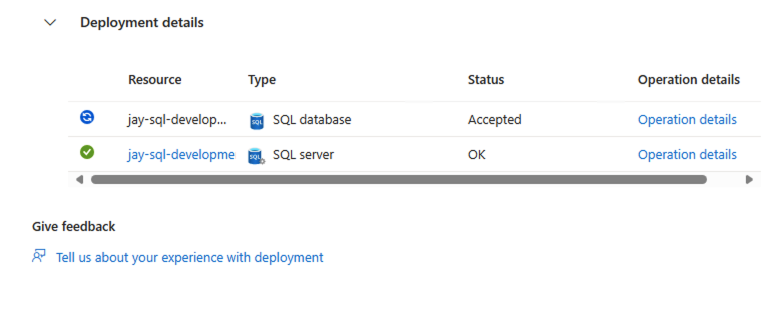 Deployment details
Resource Type Status Operation details
jay-sql-develop... SQL database Accepted Operation details
jay-sql-developme SQL server OK Operation details
Give feedback
Tell us about your experience with deployment